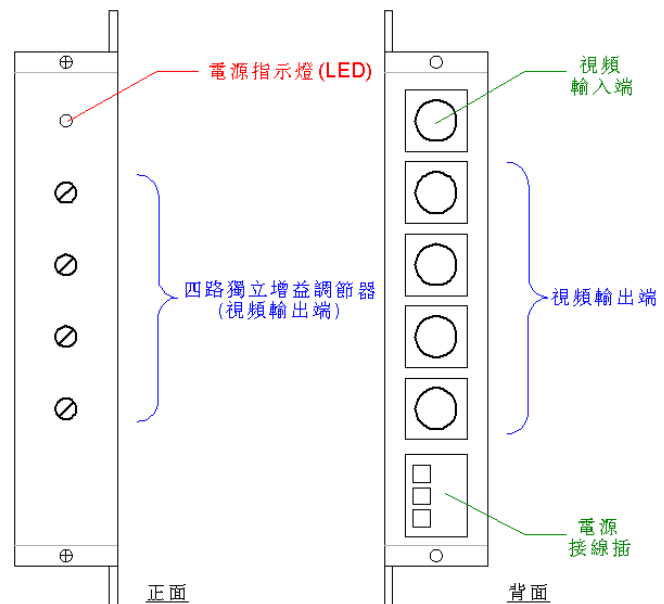 電源指示燈(LED)
四路獨立增益調節器
(視頻輸出端)
正面
視頻
輸入端
視頻輸出端
電源
接線插
背面